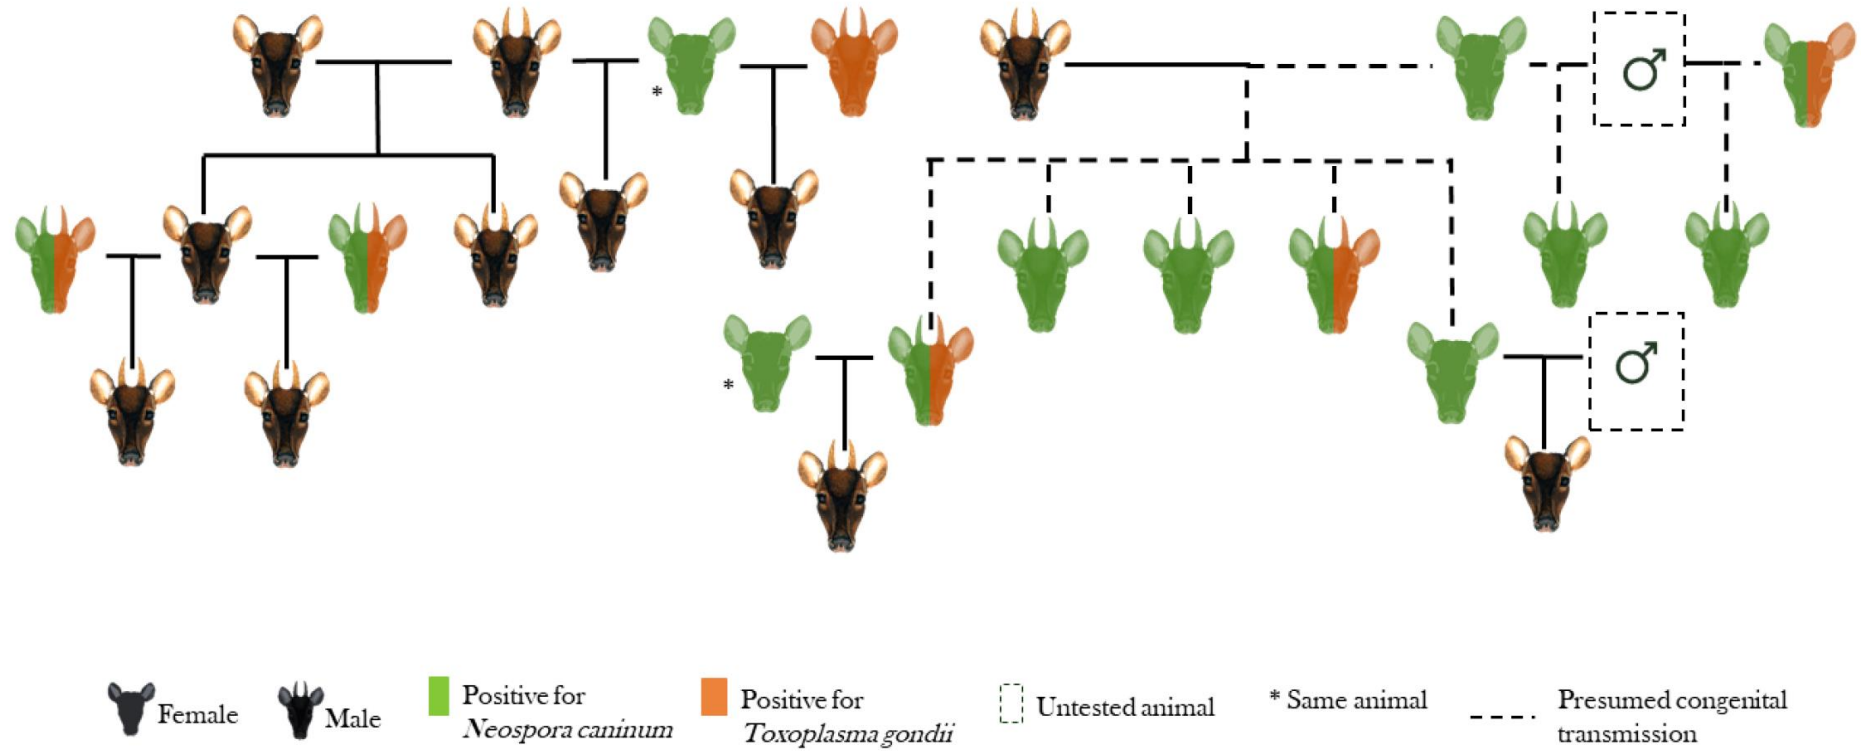 *
*
Female
Male
Positive for
Neospora caninum
Positive for
Toxoplasma gondii
Untested animal
* Same animal
Presumed congenital
transmission